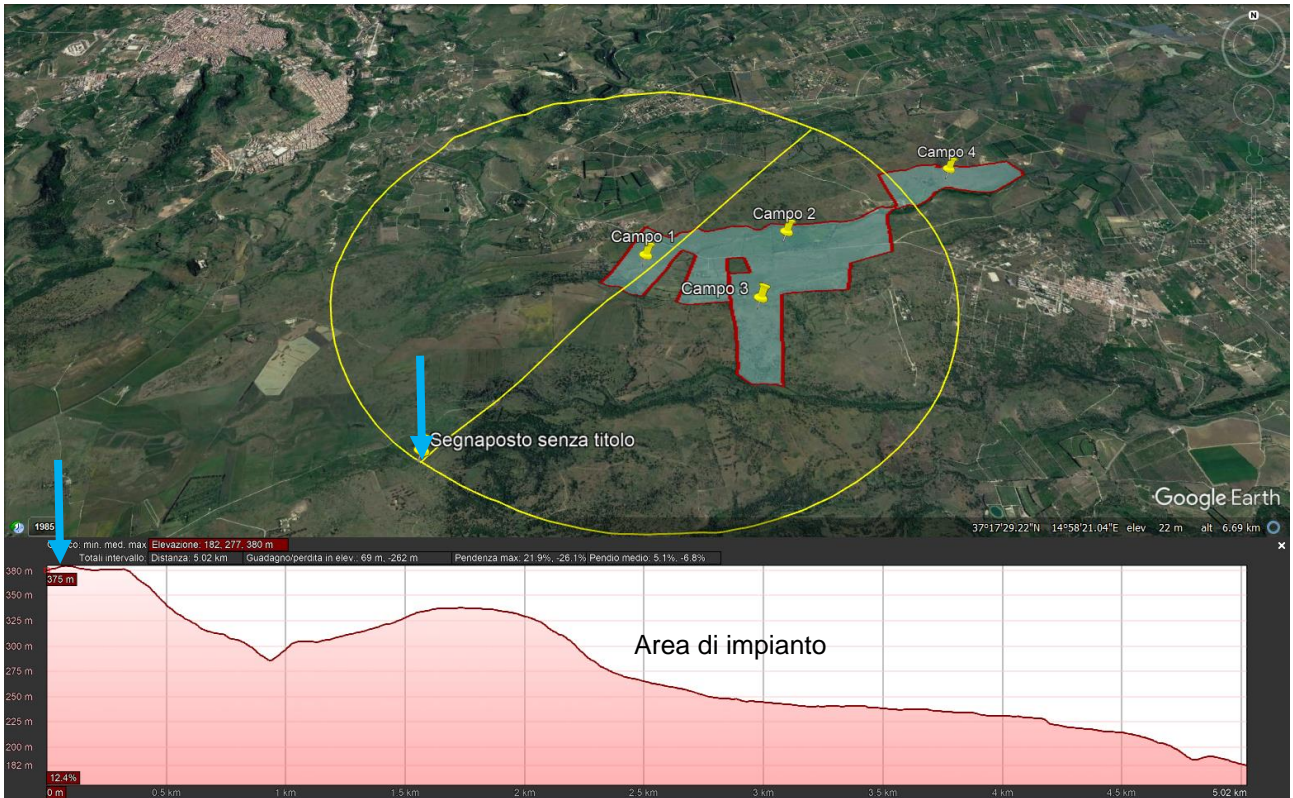 N
Campo 4
Campo 2
Campo 1
Campo 3
Segnaposto senza titolo
Google Earth
1985
37°17'29.22"N 14°58'21.04"E elev 22 m alt 6.69 km
min. med. max Elevazione: 182, 277, 380 m
Totali intervallo: Distanza: 5.02 km Guadagno/perdita in elev.: 69 m, -262 m Pendenza max: 21.9%, -26.1% Pendio medio: 5.1%, -6.8%
380 m
375 m
350 m
325 m
300 m
275 m
250 m
225 m
200 m
182 m
Area di impianto
12.4%
0 m 0.5 km 1 km 1.5 km 2 km 2.5 km 3 km 3.5 km 4 km 4.5 km 5.02 km